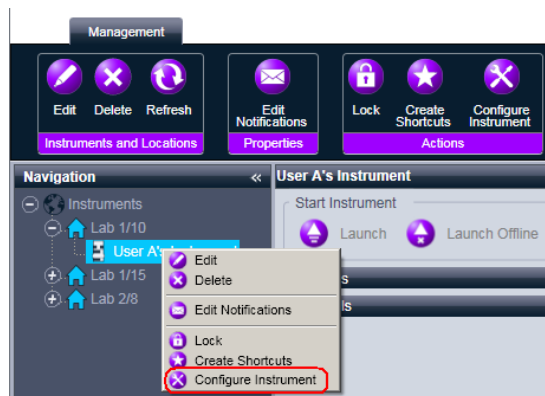 Management
Edit
Delete
Refresh
Edit
Notifications
Lock
Create
Shortcuts
Configure
Instrument
Instruments and Locations
Properties
Actions
Navigation «
User A's Instrument
Instruments
Lab 1/10
User A's Instrument
Lab 1/15
Lab 2/8
Start Instrument
Launch
Launch Offline
Edit
Delete
Edit Notifications
Lock
Create Shortcuts
Configure Instrument